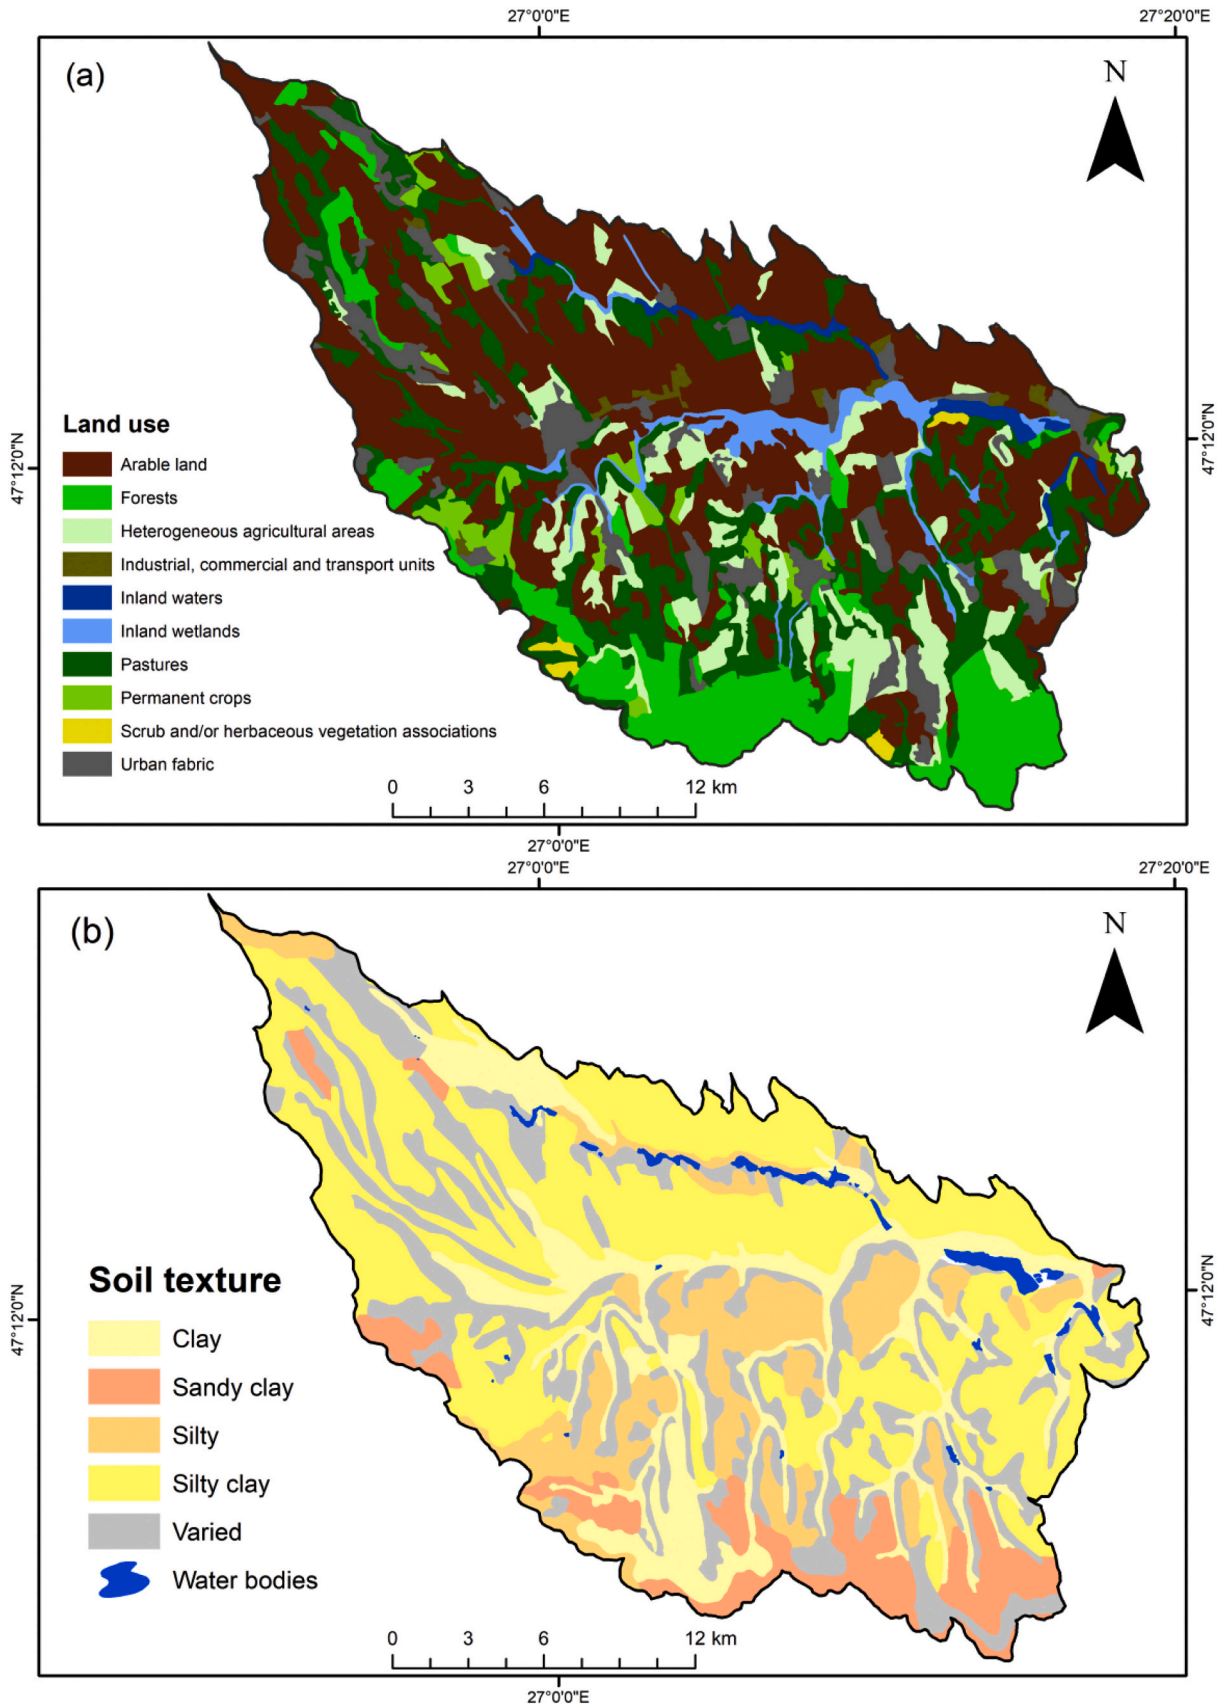 27°0'0"E
27°20'0"E
(a)
N
47°12'0"N
47°12'0"N
Land use
Arable land
Forests
Heterogeneous agricultural areas
Industrial, commercial and transport units
Inland waters
Inland wetlands
Pastures
Permanent crops
Scrub and/or herbaceous vegetation associations
Urban fabric
0 3 6 12 km
27°0'0"E
27°0'0"E
27°20'0"E
(b)
N
47°12'0"N
47°12'0"N
Soil texture
Clay
Sandy clay
Silty
Silty clay
Varied
Water bodies
0 3 6 12 km
27°0'0"E